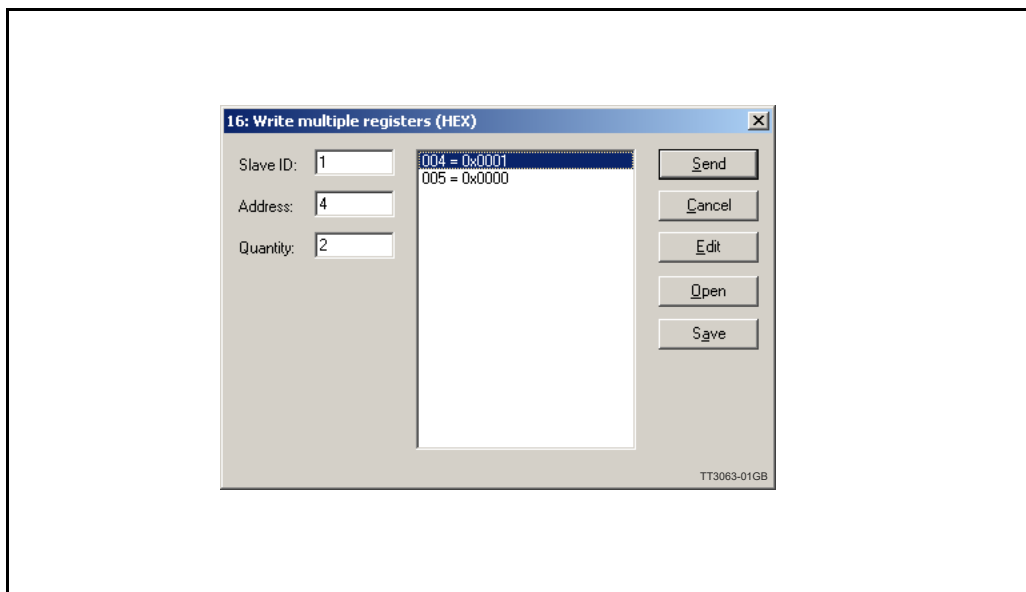 16: Write multiple registers (HEX)
Slave ID: 1
Address: 4
Quantity: 2
004 = 0x0001
005 = 0x0000
Send
Cancel
Edit
Open
Save
TT3063-01GB